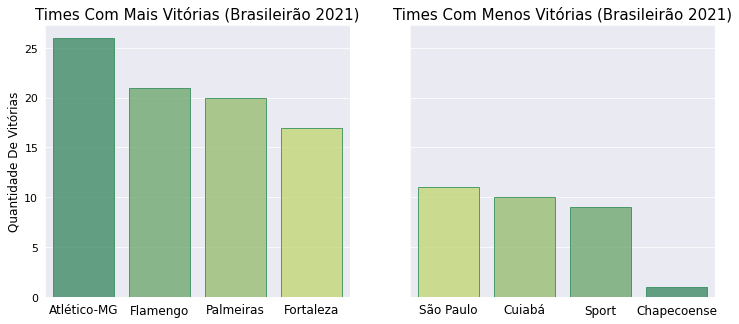 Times Com Mais Vitórias (Brasileirão 2021)
Quantidade De Vitórias
25
20
15
10
5
0
Atlético-MG Flamengo Palmeiras Fortaleza
Times Com Menos Vitórias (Brasileirão 2021)
São Paulo Cuiabá Sport Chapecoense